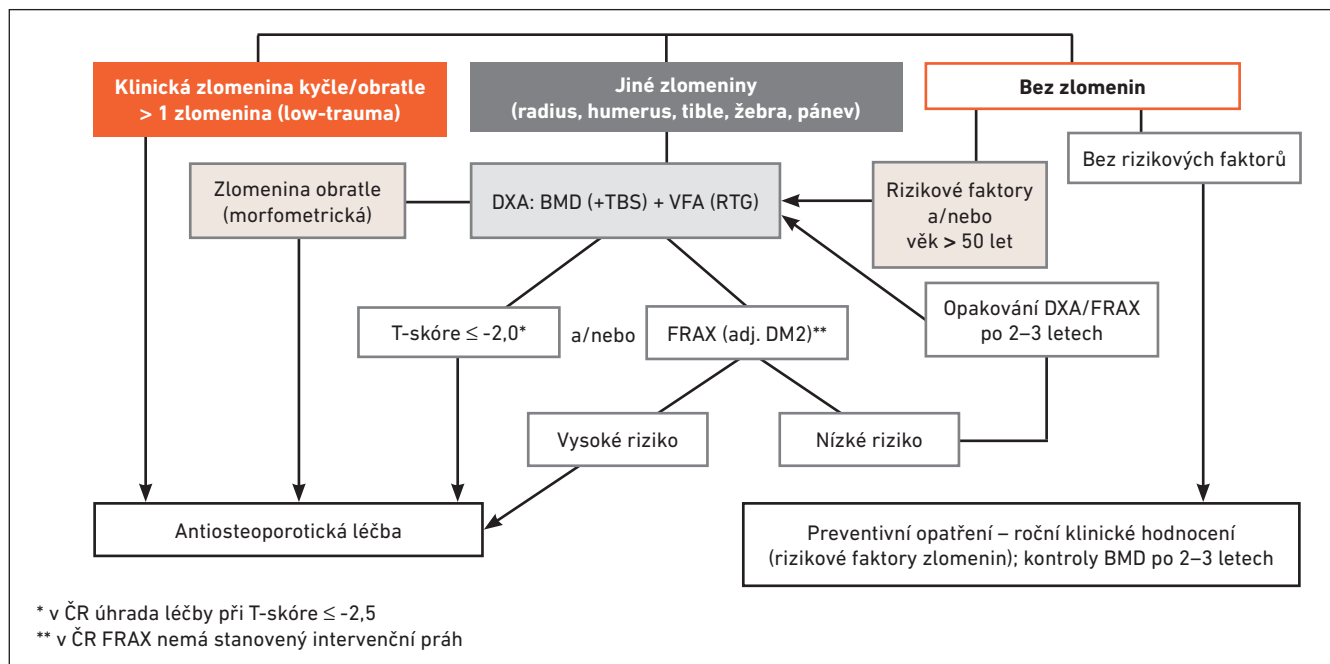 Klinická zlomenina kyčle/obratle
> 1 zlomenina (low-trauma)
Jiné zlomeniny
(radius, humerus, tible, žebra, pánev)
Bez zlomenin
Bez rizikových faktorů
Zlomenina obratle
(morfometrická)
DXA: BMD (+TBS) + VFA (RTG)
Rizikové faktory
a/nebo
věk > 50 let
T-skóre ≤ -2,0*
a/nebo
FRAX (adj. DM2)**
Opakování DXA/FRAX
po 2–3 letech
Vysoké riziko
Nízké riziko
Antiosteoporotická léčba
Preventivní opatření – roční klinické hodnocení
(rizikové faktory zlomenin); kontroly BMD po 2–3 letech
* v ČR úhrada léčby při T-skóre ≤ -2,5
** v ČR FRAX nemá stanovený intervenční práh